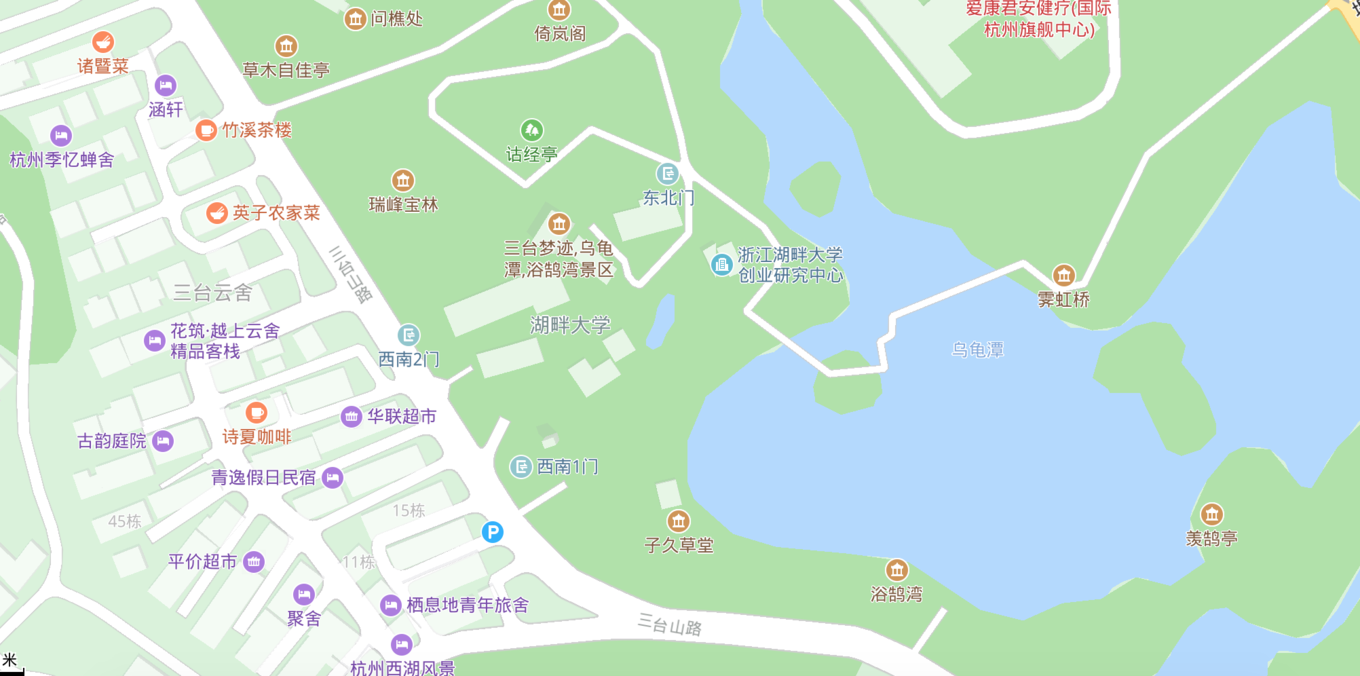 问樵处
倚岚阁
爱康君安健疗(国际
杭州旗舰中心)
诸暨菜
草木自佳亭
涵轩
竹溪茶楼
杭州季忆蝉舍
诂经亭
东北门
瑞峰宝林
英子农家菜
三台梦迹,乌龟
潭,浴鹄湾景区
浙江湖畔大学
创业研究中心
三台山路
三台云舍
霁虹桥
湖畔大学
花筑·越上云舍
精品客栈
西南2门
乌龟潭
华联超市
诗夏咖啡
古韵庭院
西南1门
青逸假日民宿
15栋
45栋
P
子久草堂
羡鹄亭
平价超市
11栋
浴鹄湾
聚舍
栖息地青年旅舍
三台山路
米
杭州西湖风景